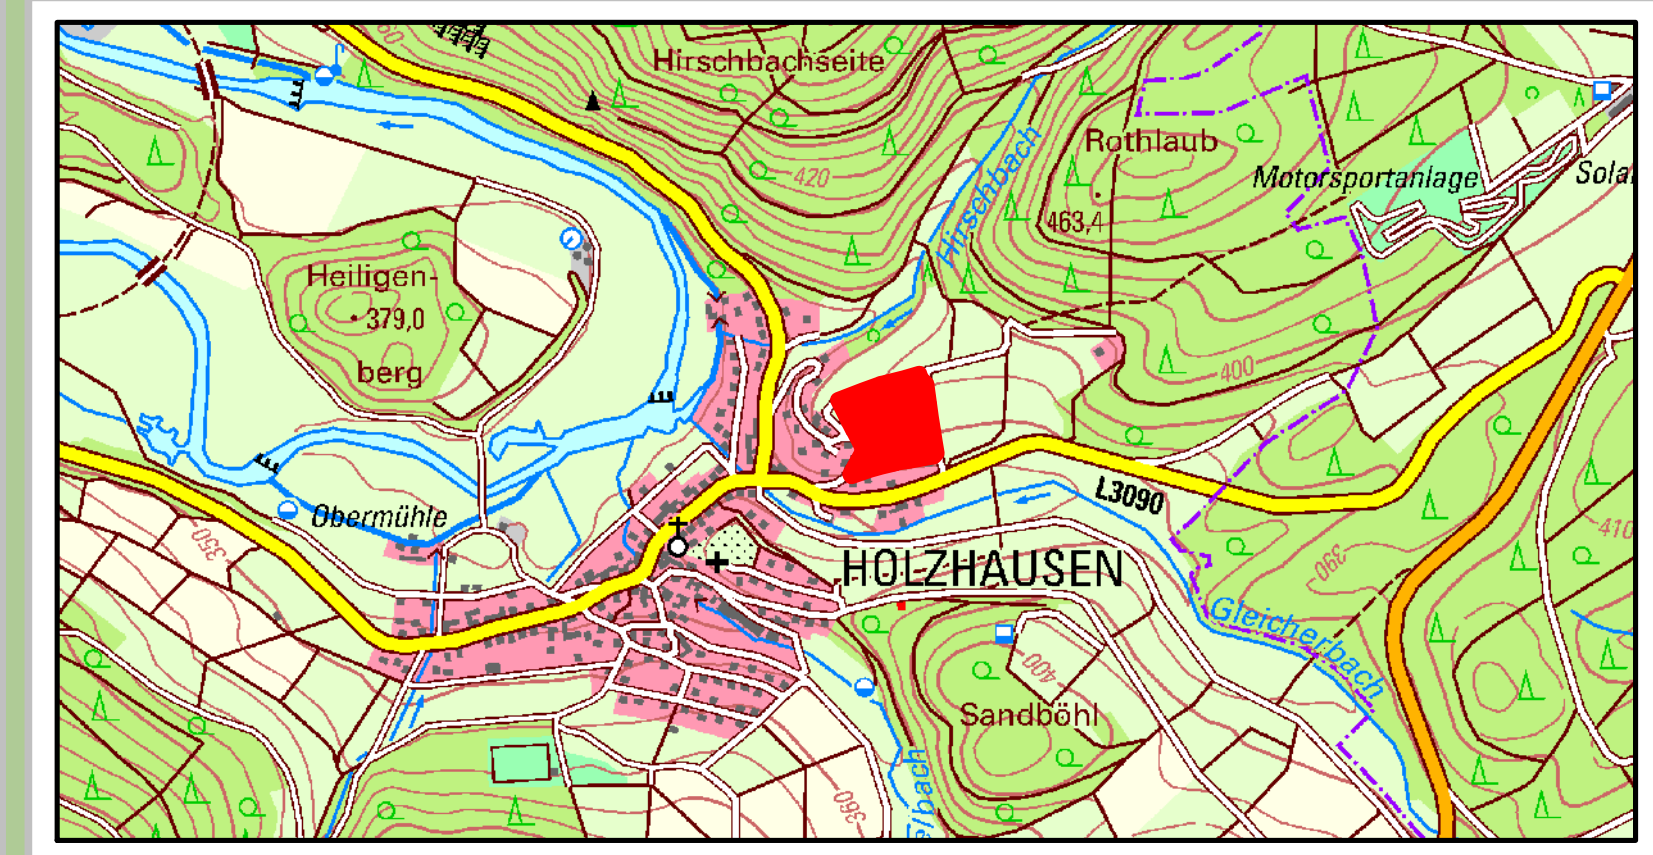 Hirschbachseite
Rothlaub
Hirschbach
420
463,4
Motorsportanlage
Sola
Heiligen-
379,0
berg
400
L3090
Obermühle
350
410
HOLZHAUSEN
390
Gleicherbach
400
Sandböhl
360
elbach